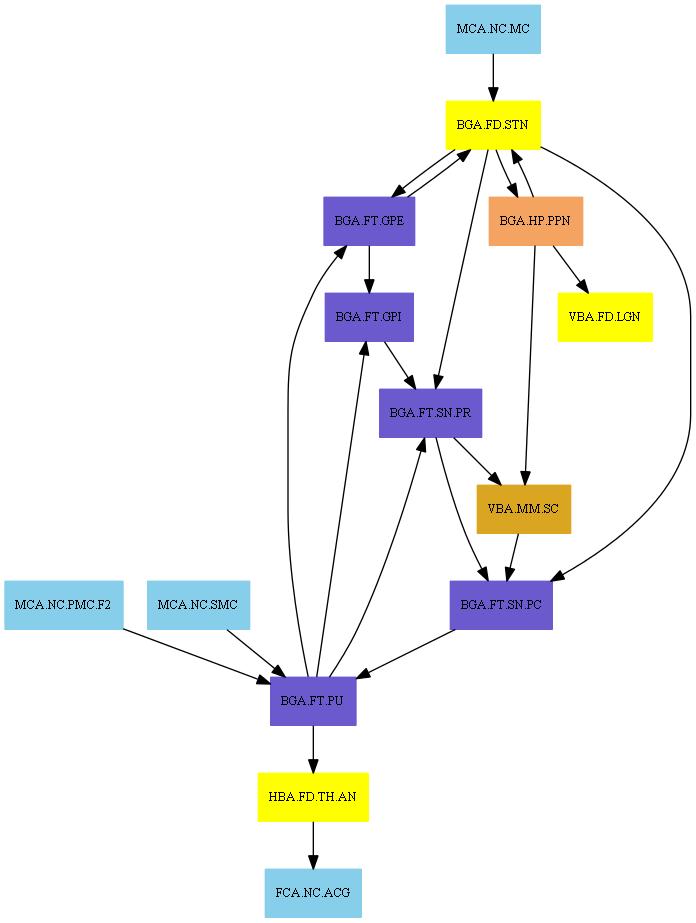 MCA.NC.MC
BGA.FD.STN
BGA.FT.GPE
BGA.HP.PPN
BGA.FT.GPI
VBA.FD.LGN
BGA.FT.SN.PR
VBA.MM.SC
MCA.NC.PMC.F2
MCA.NC.SMC
BGA.FT.SN.PC
BGA.FT.PU
HBA.FD.TH.AN
FCA.NC.ACG